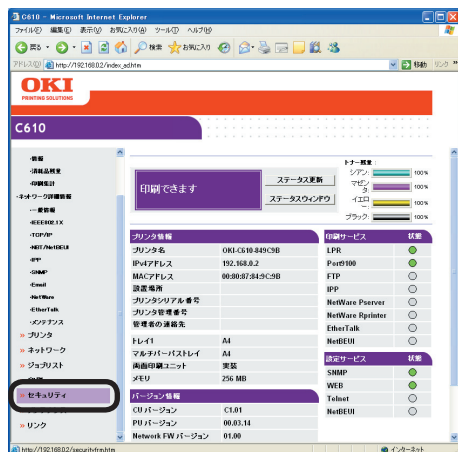 C610 - Microsoft Internet Explorer
ファイル(F) 編集(E) 表示(V) お気に入り(A) ツール(T) ヘルプ(H)
戻る 検索 お気に入り
アドレス(D) http://192.168.0.2/index_ad.htm 移動 リンク
OKI
PRINTING SOLUTIONS
C610
・情報
・消耗品残量
・印刷集計
・ネットワーク詳細情報
・一般情報
・IEEE802.1X
・TCP/IP
・NBT/NetBEUI
・IPP
・SNMP
・Email
・NetWare
・EtherTalk
・メンテナンス
» プリンタ
» ネットワーク
» ジョブリスト
» セキュリティ
» リンク
印刷できます
ステータス更新
ステータスウィンドウ
トナー残量 :
シアン: 100%
マゼンタ: 100%
イエロー: 100%
ブラック: 100%
プリンタ情報
プリンタ名 OKI-C610-849C9B
IPv4アドレス 192.168.0.2
MACアドレス 00:80:87:84:9C:9B
設置場所
プリンタシリアル番号
プリンタ管理番号
管理者の連絡先
トレイ1 A4
マルチパーパストレイ A4
両面印刷ユニット 実装
メモリ 256 MB
バージョン情報
CU バージョン C1.01
PU バージョン 00.03.14
Network FW バージョン 01.00
印刷サービス 状態
LPR
Port9100
FTP
IPP
NetWare Pserver
NetWare Rprinter
EtherTalk
NetBEUI
設定サービス 状態
SNMP
WEB
Telnet
NetBEUI
http://192.168.0.2/securityfrm.htm インターネット